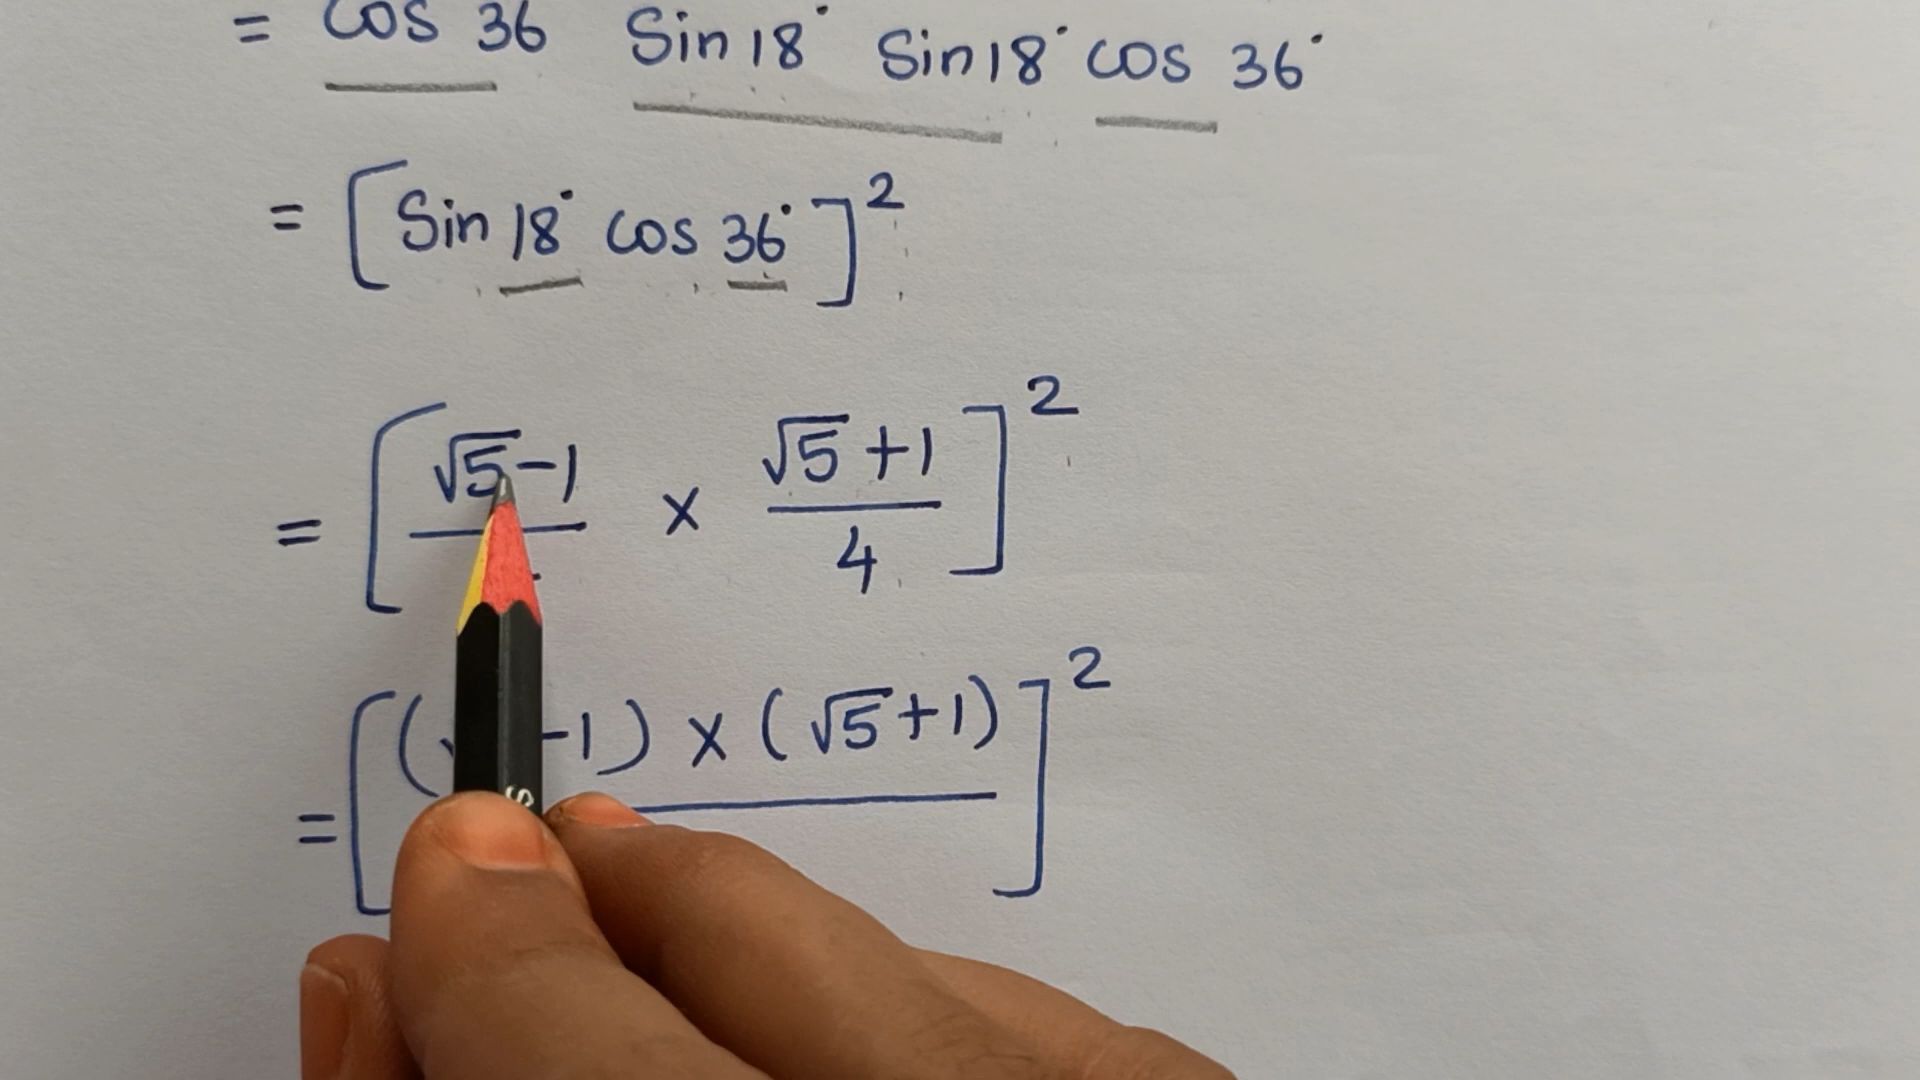 = cos 36 Sin 18° Sin 18° cos 36°
= [Sin 18° cos 36°]²
= [√5-1 × √5+1 / 4]²
= [( -1) × (√5+1)]²
S